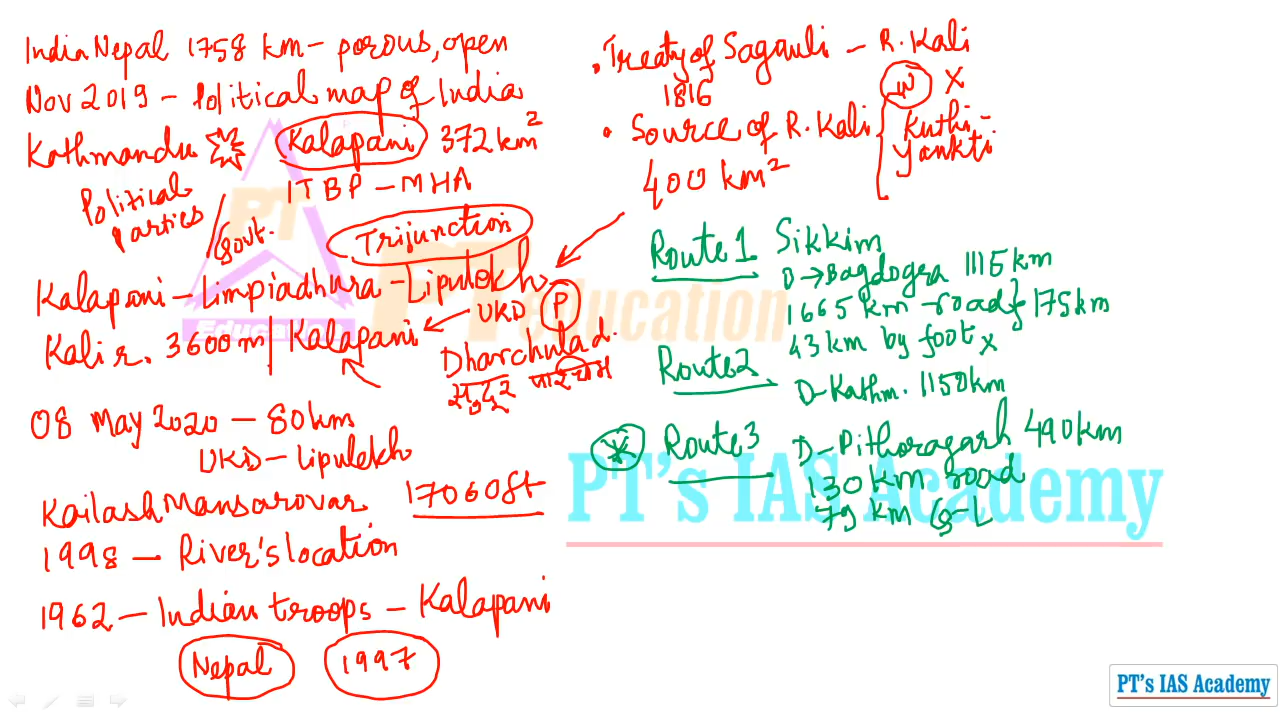 India Nepal 1758 km - porous, open
Nov 2019 - Political map of India
Kathmandu Kalapani 372 km²
ITBP - MHA
Political parties / Govt.
Trijunction
Kalapani - Limpiadhura - Lipulekh
UKD P
Kali r. 3600 m | Kalapani
Dharchula d.
08 May 2020 - 80 km
UKD - Lipulekh
Kailash Mansarovar 17060 ft
1998 - River's location
1962 - Indian troops - Kalapani
Nepal 1997
. Treaty of Sagauli - R. Kali
1816 W X
. Source of R. Kali { Kuthi -
Yankti
400 km²
Route 1 Sikkim
D → Bagdogra 1115 km
1665 km - road } 175 km
43 km by foot x
Route 2
D - Kathm. 1150 km
* Route 3 D - Pithoragarh 490 km
130 km road
79 km G - L
PT Education
PT education
PT's IAS Academy
PT's IAS Academy